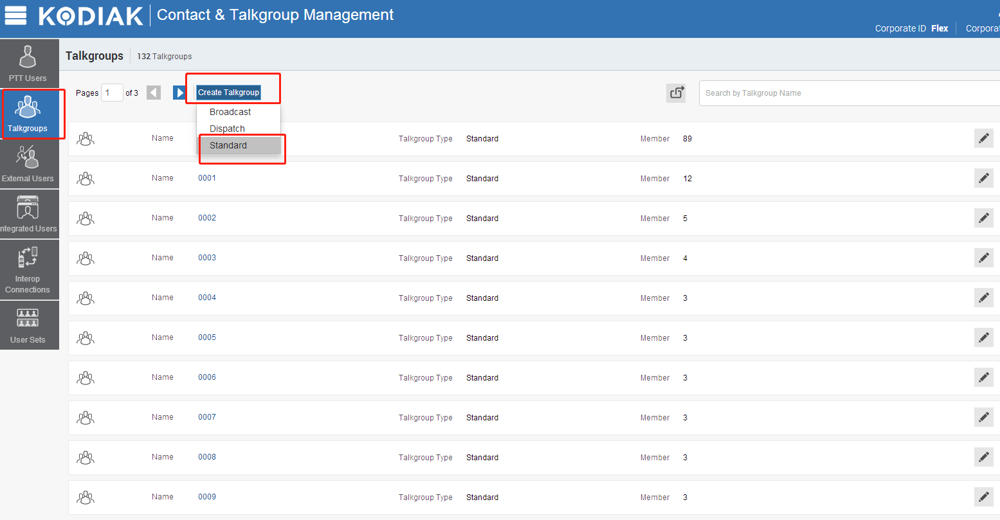 KODIAK Contact & Talkgroup Management
Corporate ID Flex
PTT Users
Talkgroups
External Users
ntegrated Users
Interop
Connections
User Sets
Talkgroups 132 Talkgroups
Pages 1 of 3 Create Talkgroup Search by Talkgroup Name
Broadcast
Dispatch
Standard
Name Talkgroup Type Standard Member 89
Name 0001 Talkgroup Type Standard Member 12
Name 0002 Talkgroup Type Standard Member 5
Name 0003 Talkgroup Type Standard Member 4
Name 0004 Talkgroup Type Standard Member 3
Name 0005 Talkgroup Type Standard Member 3
Name 0006 Talkgroup Type Standard Member 3
Name 0007 Talkgroup Type Standard Member 3
Name 0008 Talkgroup Type Standard Member 3
Name 0009 Talkgroup Type Standard Member 3